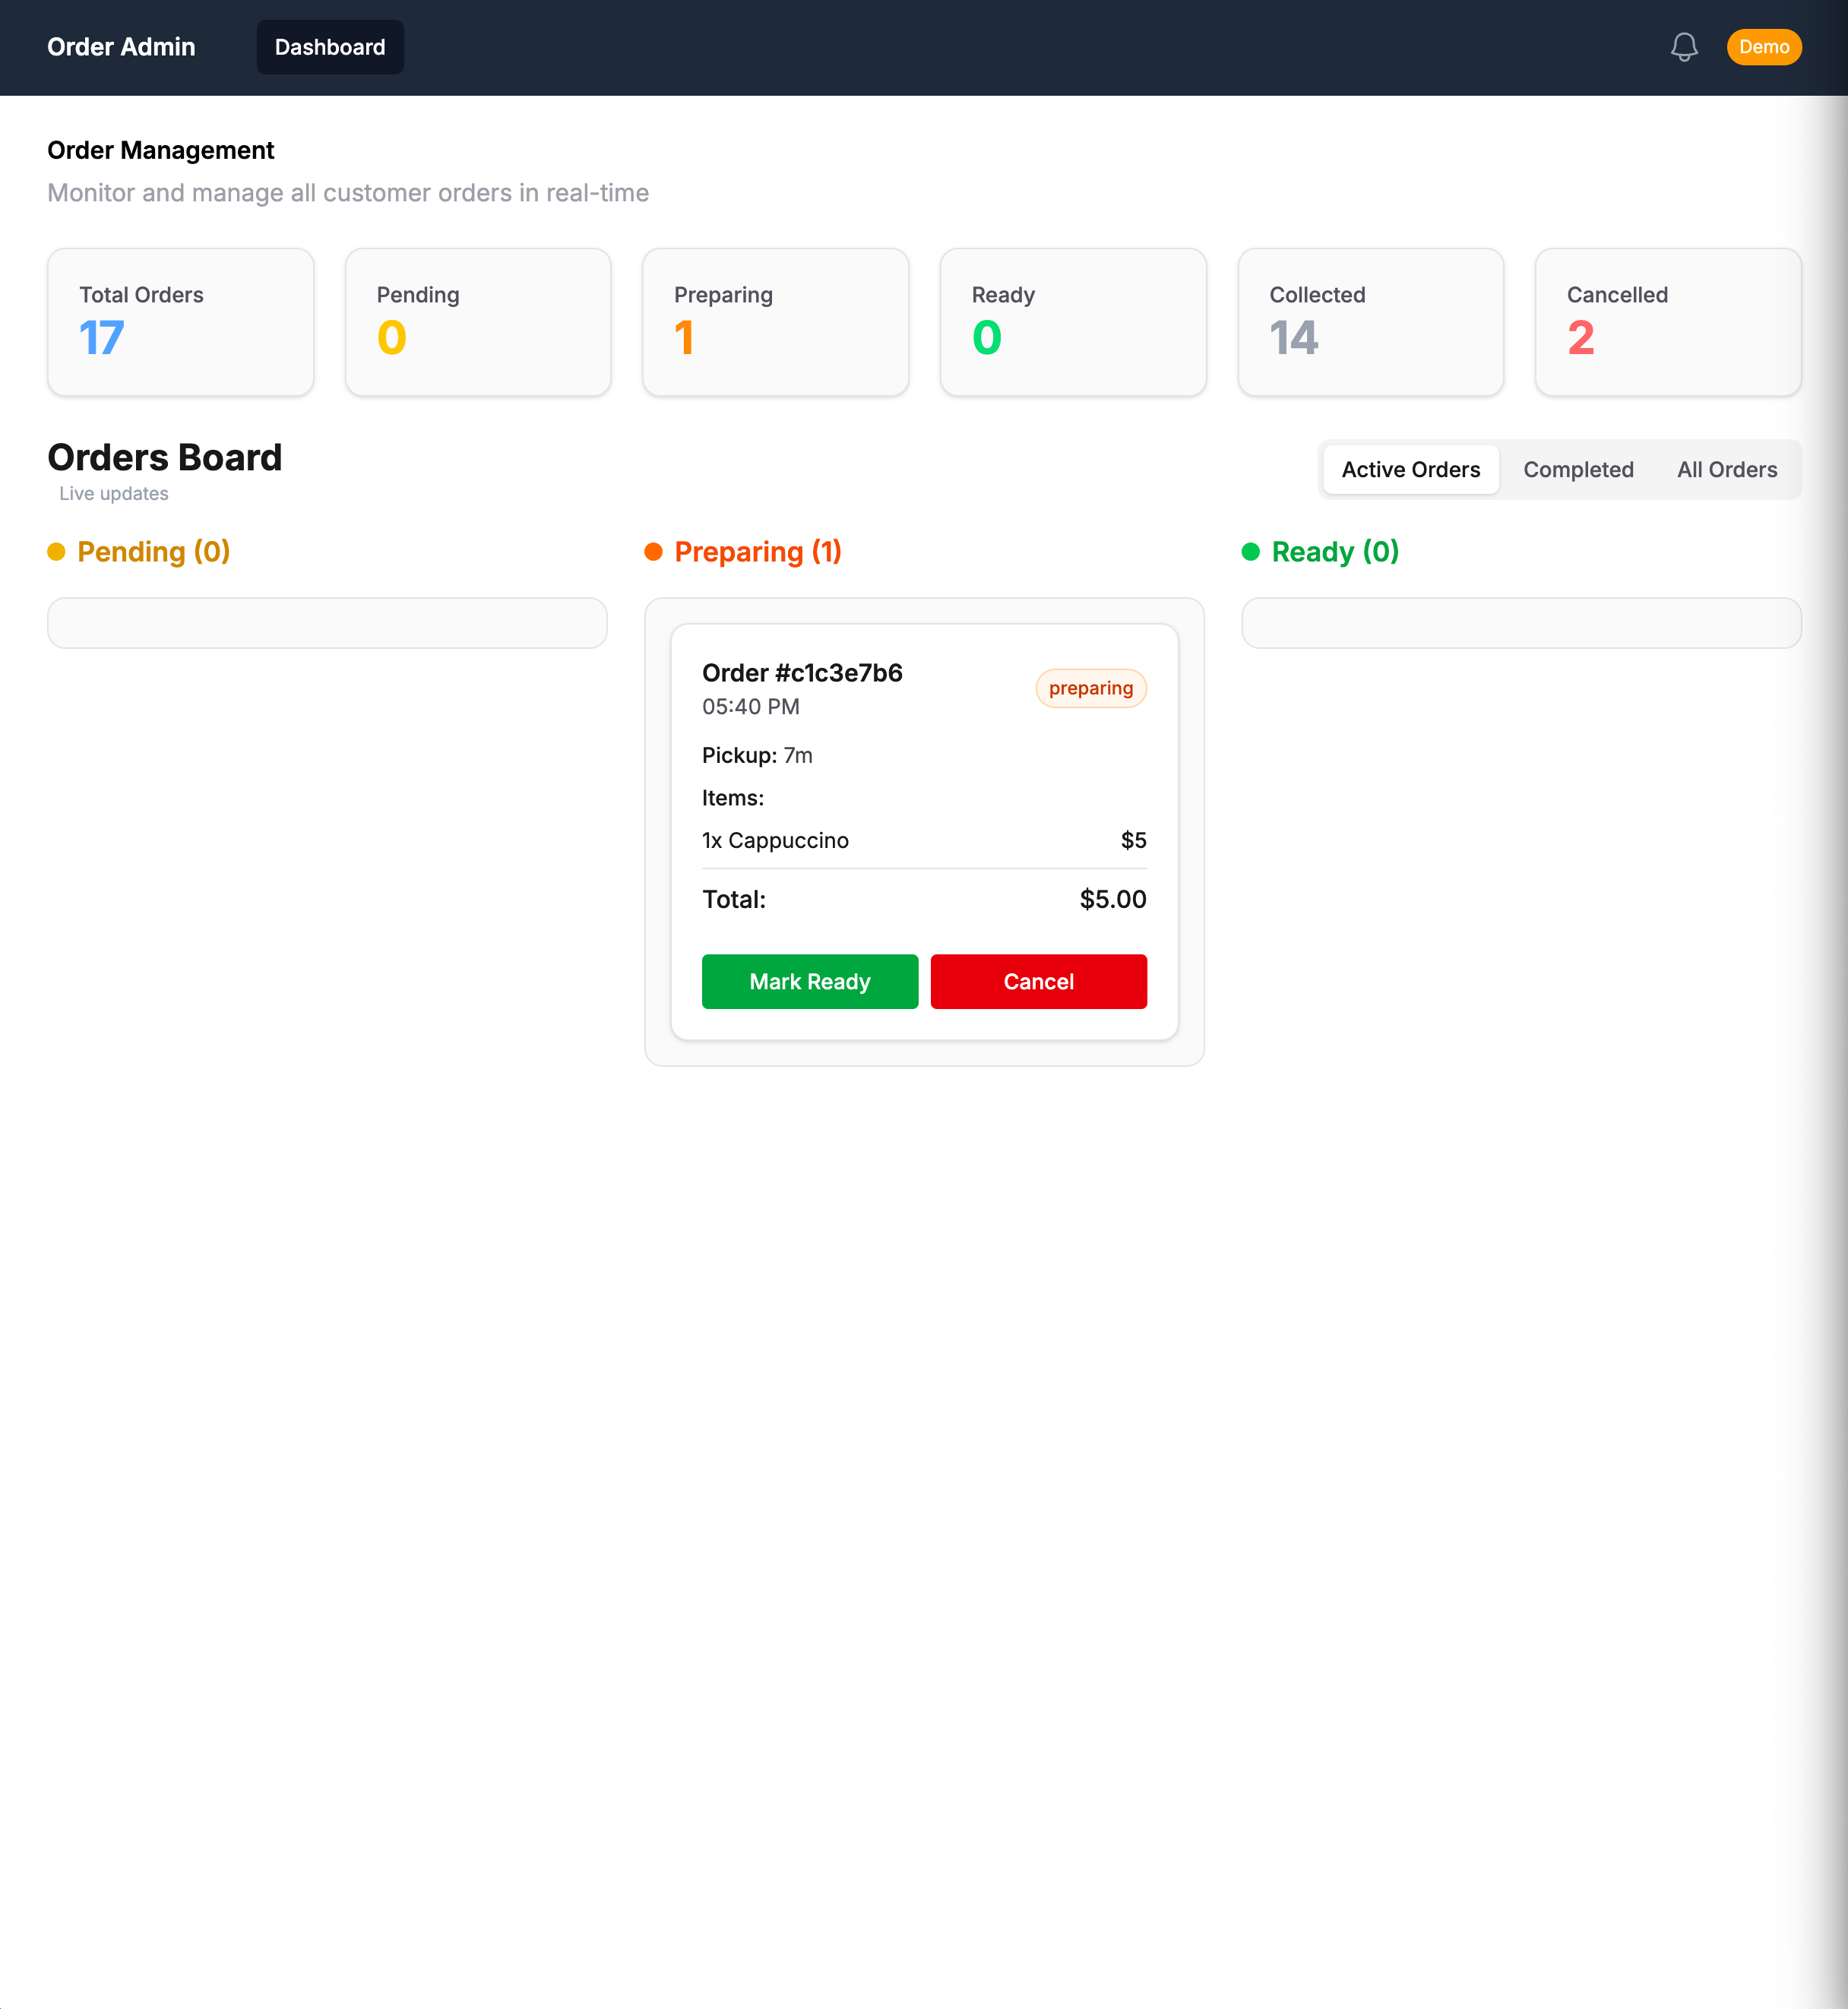 Order Admin
Dashboard
Demo
Order Management
Monitor and manage all customer orders in real-time
Total Orders
17
Pending
0
Preparing
1
Ready
0
Collected
14
Cancelled
2
Orders Board
Live updates
Active Orders
Completed
All Orders
Pending (0)
Preparing (1)
Order #c1c3e7b6
05:40 PM
preparing
Pickup: 7m
Items:
1x Cappuccino $5
Total: $5.00
Mark Ready
Cancel
Ready (0)